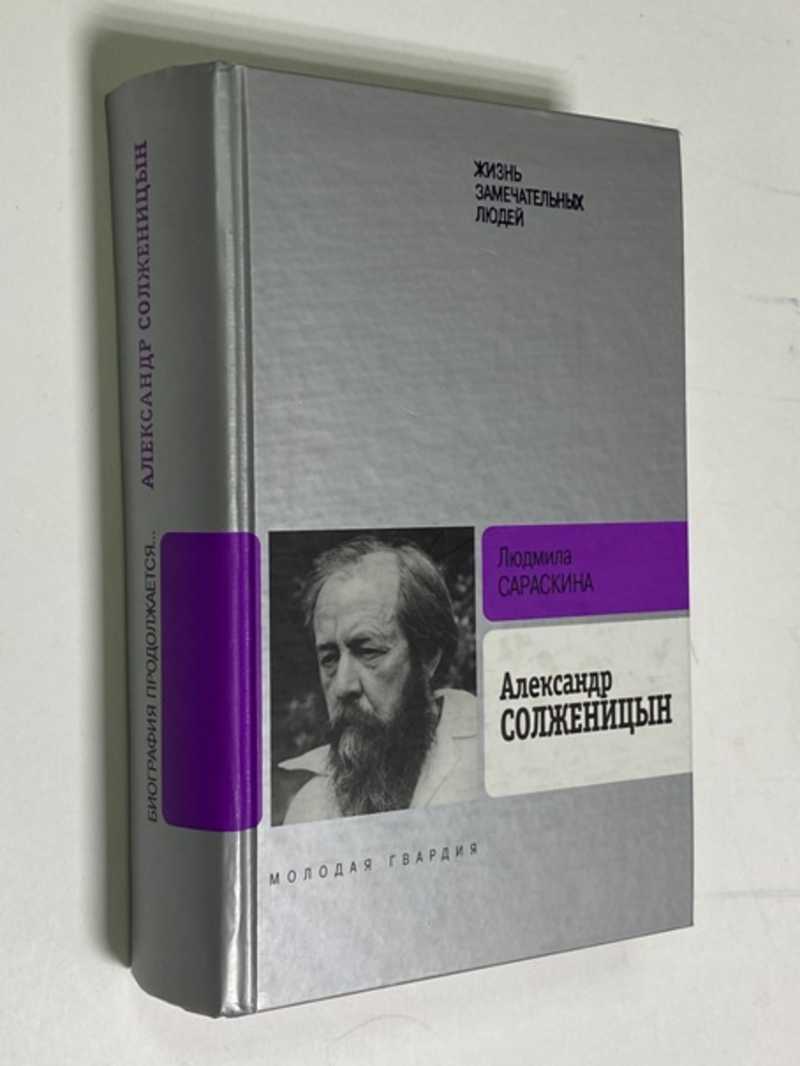 БИОГРАФИЯ ПРОДОЛЖАЕТСЯ... АЛЕКСАНДР СОЛЖЕНИЦЫН
ЖИЗНЬ
ЗАМЕЧАТЕЛЬНЫХ
ЛЮДЕЙ
Людмила
САРАСКИНА
Александр
СОЛЖЕНИЦЫН
МОЛОДАЯ ГВАРДИЯ